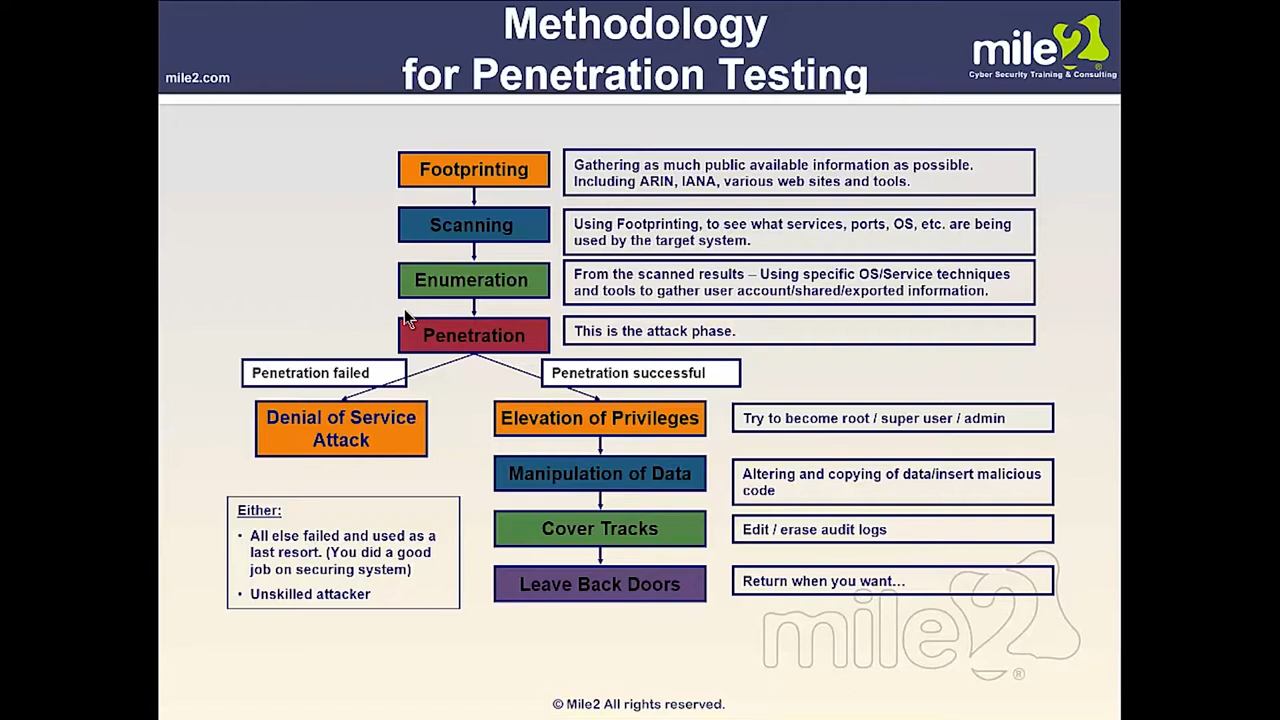 Methodology
for Penetration Testing
mile2.com
mile2
Cyber Security Training & Consulting
Footprinting
Gathering as much public available information as possible.
Including ARIN, IANA, various web sites and tools.
Scanning
Using Footprinting, to see what services, ports, OS, etc. are being
used by the target system.
Enumeration
From the scanned results – Using specific OS/Service techniques
and tools to gather user account/shared/exported information.
Penetration
This is the attack phase.
Penetration failed
Penetration successful
Denial of Service
Attack
Elevation of Privileges
Try to become root / super user / admin
Manipulation of Data
Altering and copying of data/insert malicious
code
Either:
• All else failed and used as a
last resort. (You did a good
job on securing system)
• Unskilled attacker
Cover Tracks
Edit / erase audit logs
Leave Back Doors
Return when you want…
mile2®
© Mile2 All rights reserved.